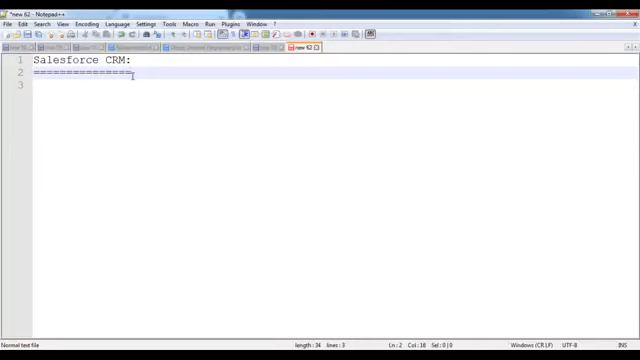 *new 62 - Notepad++
File Edit Search View Encoding Language Settings Tools Macro Run Plugins Window ?
new 62
1 Salesforce CRM:
2 ===============
3
Normal text file length : 34 lines : 3 Ln : 2 Col : 16 Sel : 0 | 0 Windows (CR LF) UTF-8 INS